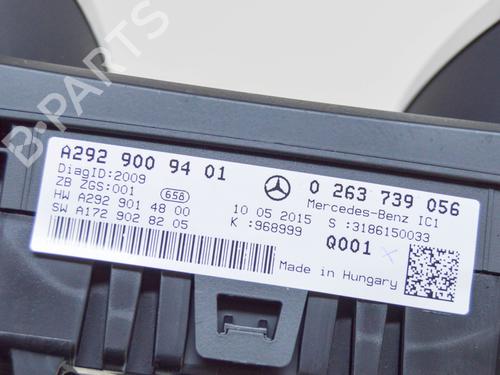 B-PARTS
A292 900 94 01
DiagID:2009
ZB ZGS:001
658
HW A292 901 48 00
SW A172 902 82 05
0 263 739 056
Mercedes-Benz IC1
10 05 2015
S :3186150033
K :968999
Q001
Made in Hungary